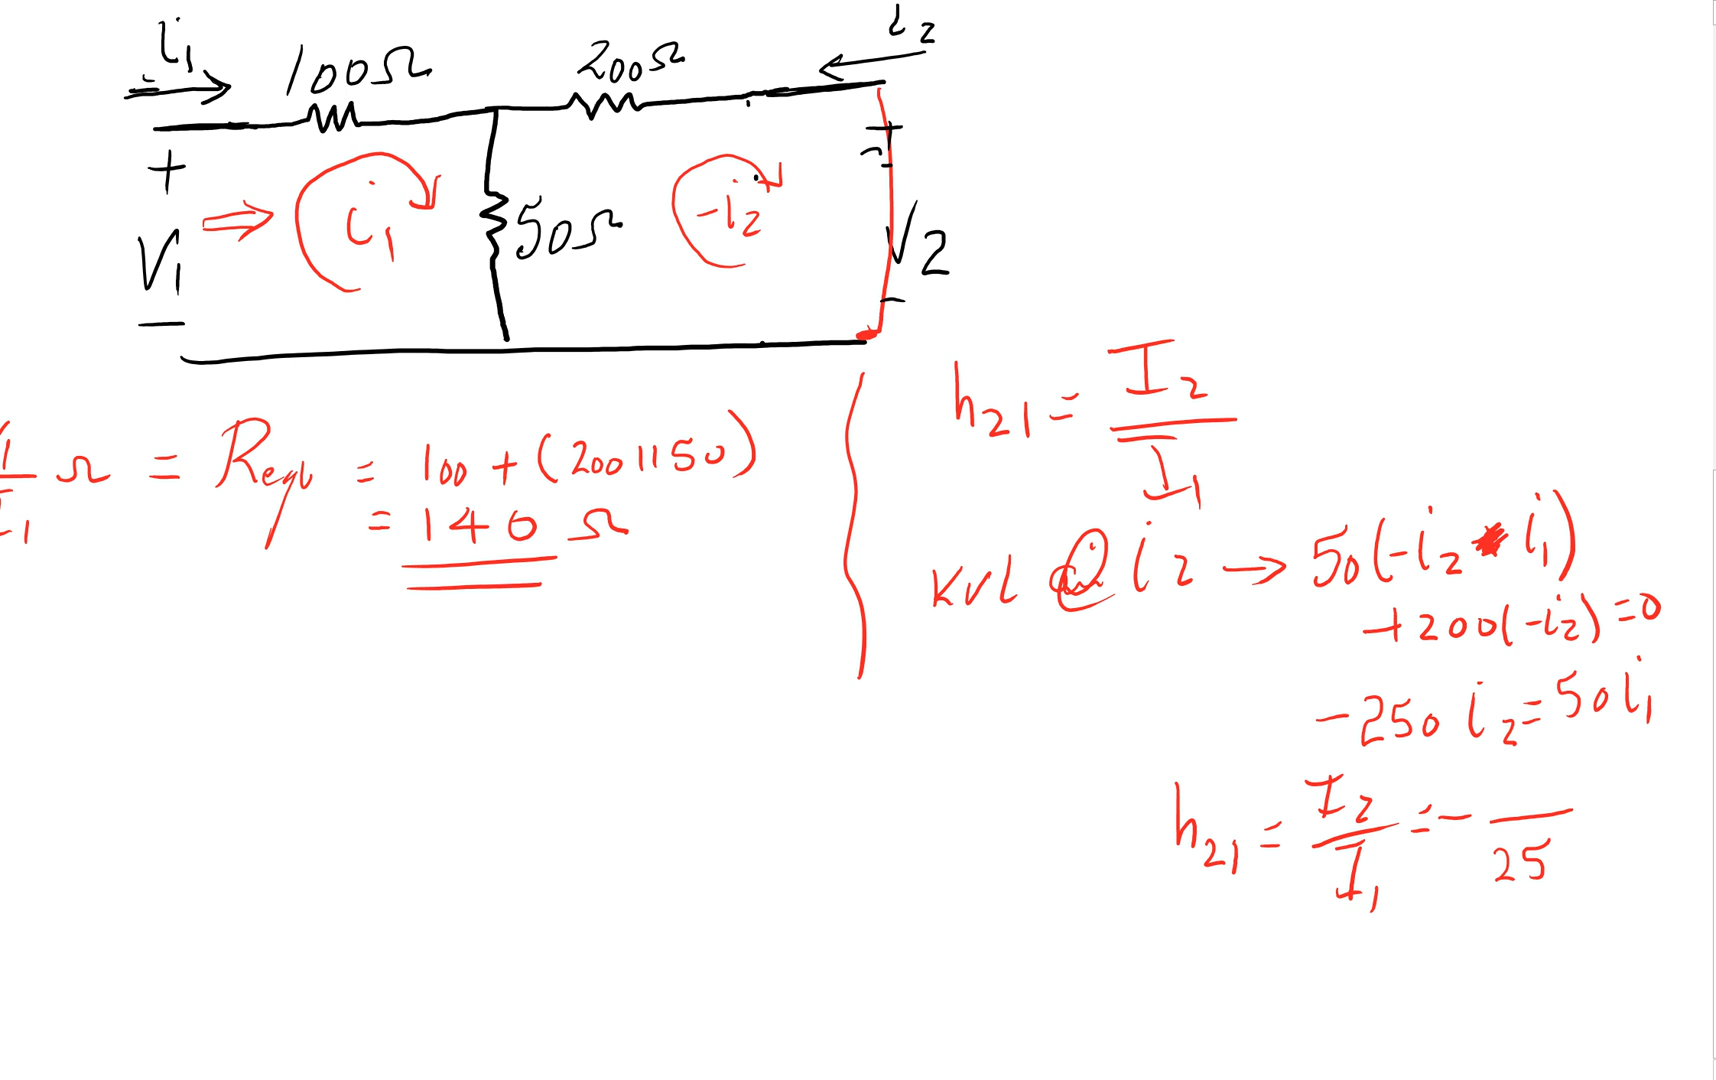 i₁ 100Ω 200Ω i₂
+ +
V₁ i₁ 50Ω -i₂ V₂
- -
Ω = Requ = 100 + (200||50)
= 140 Ω
h₂₁ = I₂/I₁
KVL @ i₂ → 50(-i₂ i₁)
+200(-i₂) = 0
-250 i₂ = 50 i₁
h₂₁ = I₂/I₁ = - /25